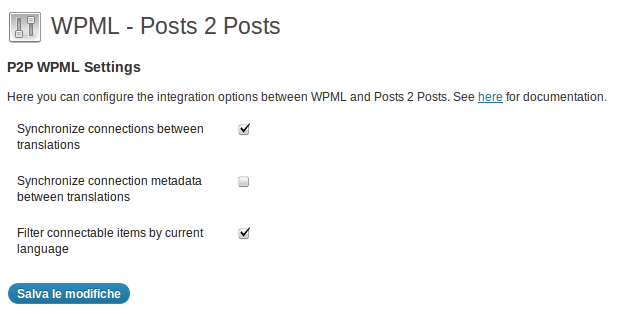 WPML - Posts 2 Posts
P2P WPML Settings
Here you can configure the integration options between WPML and Posts 2 Posts. See here for documentation.
Synchronize connections between
translations
Synchronize connection metadata
between translations
Filter connectable items by current
language
Salva le modifiche